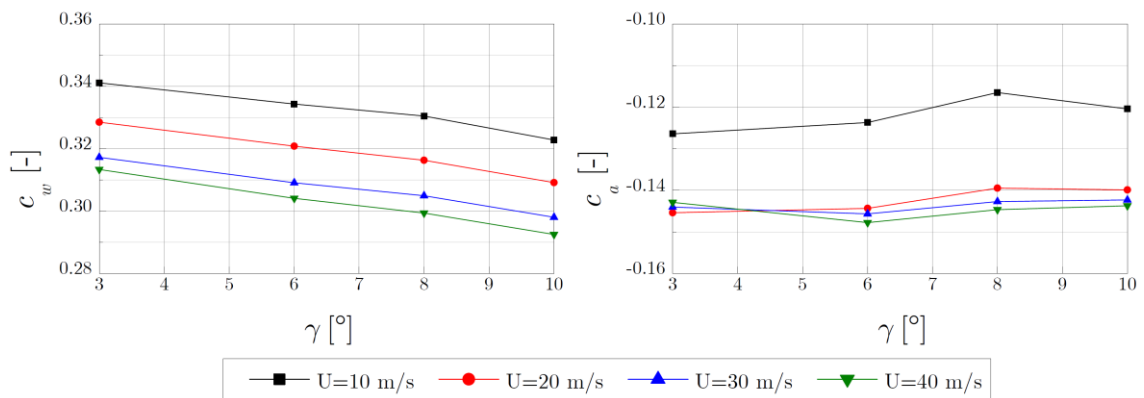 0.36
0.34
0.32
0.30
0.28
c_w [-]
3 4 5 6 7 8 9 10
γ [°]
-0.10
-0.12
-0.14
-0.16
c_a [-]
3 4 5 6 7 8 9 10
γ [°]
U=10 m/s U=20 m/s U=30 m/s U=40 m/s